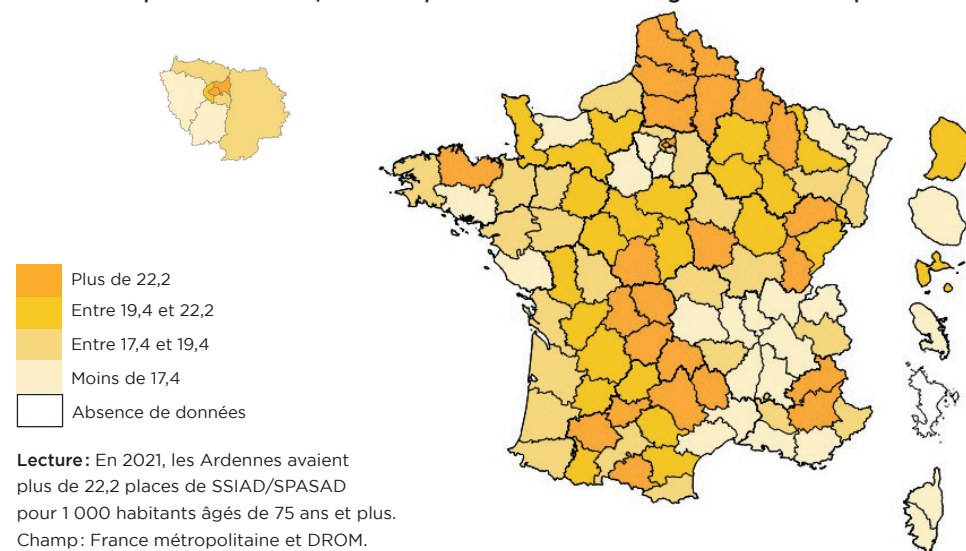 Plus de 22,2
Entre 19,4 et 22,2
Entre 17,4 et 19,4
Moins de 17,4
Absence de données
Lecture : En 2021, les Ardennes avaient
plus de 22,2 places de SSIAD/SPASAD
pour 1 000 habitants âgés de 75 ans et plus.
Champ : France métropolitaine et DROM.